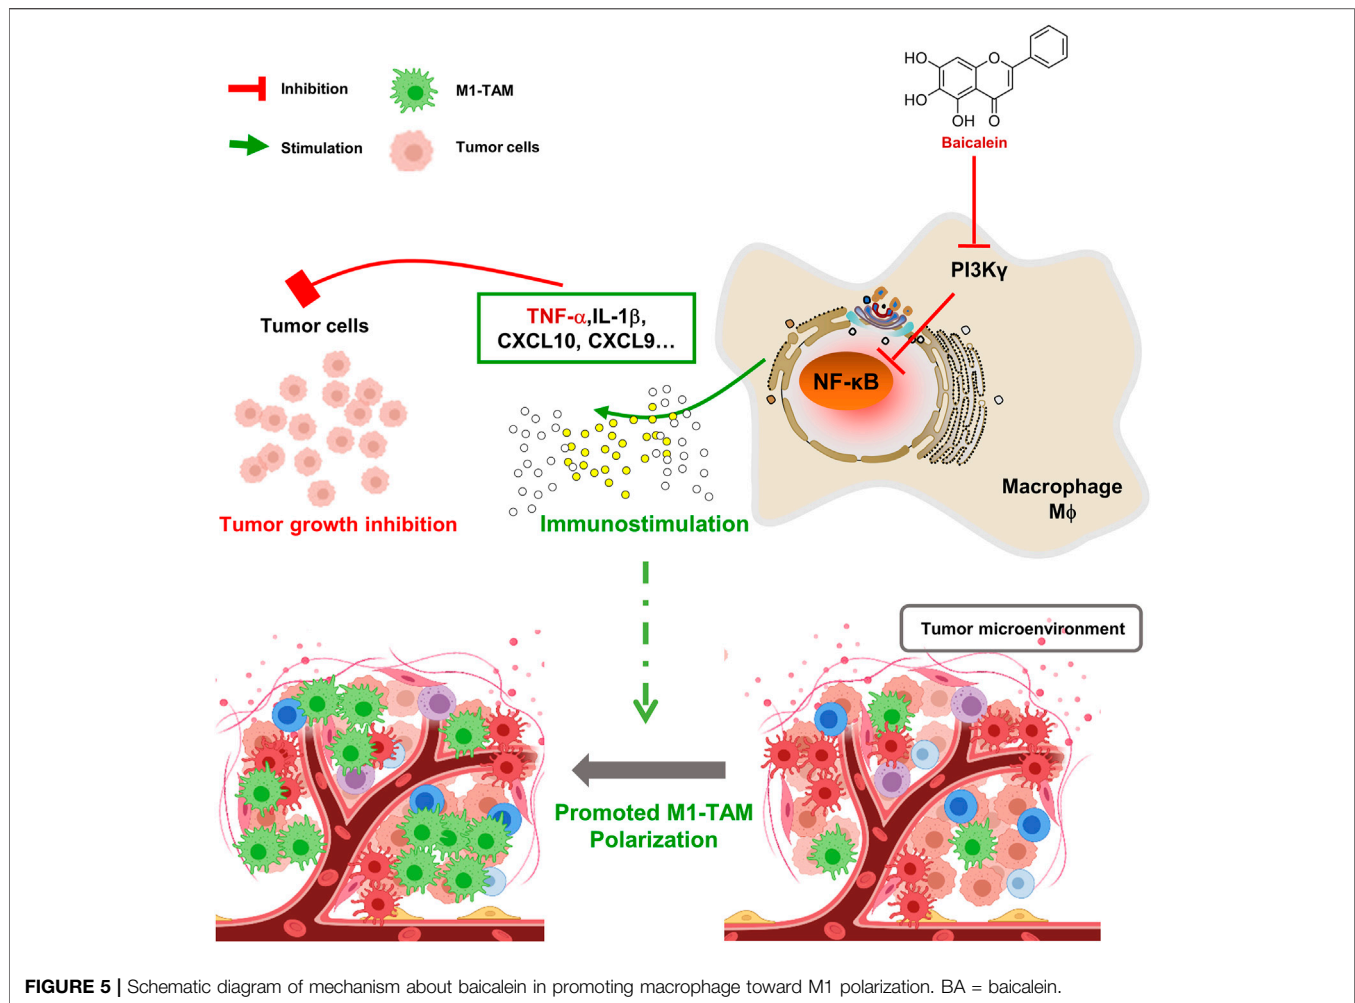 Inhibition
M1-TAM
Stimulation
Tumor cells
HO
O
HO
OH
O
Baicalein
PI3Kγ
TNF-α,IL-1β,
CXCL10, CXCL9…
Tumor cells
NF-κB
Macrophage
Mϕ
Tumor growth inhibition
Immunostimulation
Tumor microenvironment
Promoted M1-TAM
Polarization
FIGURE 5 | Schematic diagram of mechanism about baicalein in promoting macrophage toward M1 polarization. BA = baicalein.